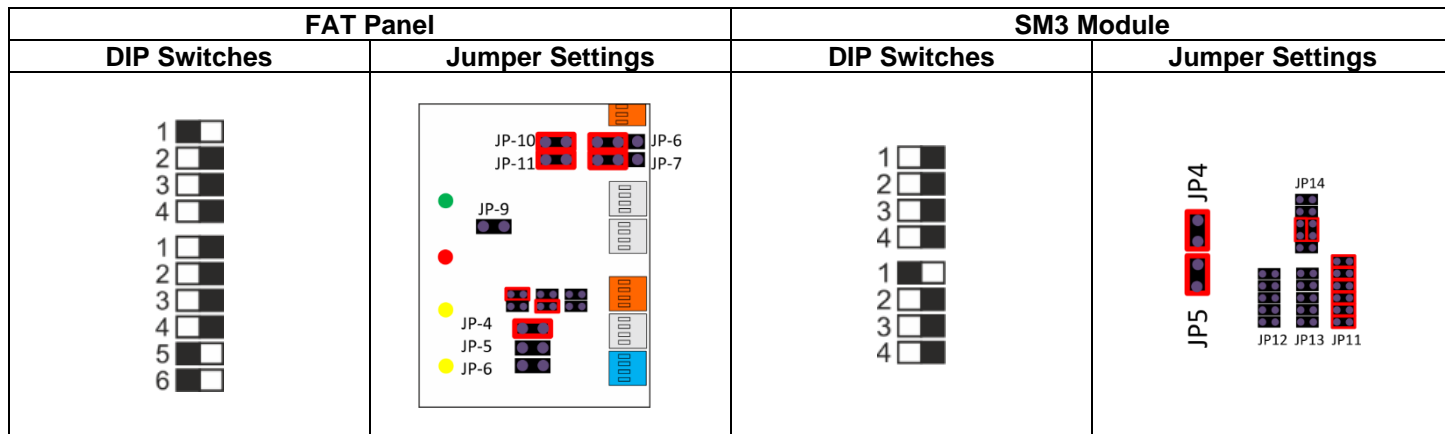 FAT Panel
SM3 Module
DIP Switches
Jumper Settings
DIP Switches
Jumper Settings
1
2
3
4
1
2
3
4
5
6
JP-10
JP-6
JP-11
JP-7
JP-9
JP-4
JP-5
JP-6
1
2
3
4
1
2
3
4
JP4
JP5
JP14
JP12 JP13 JP11